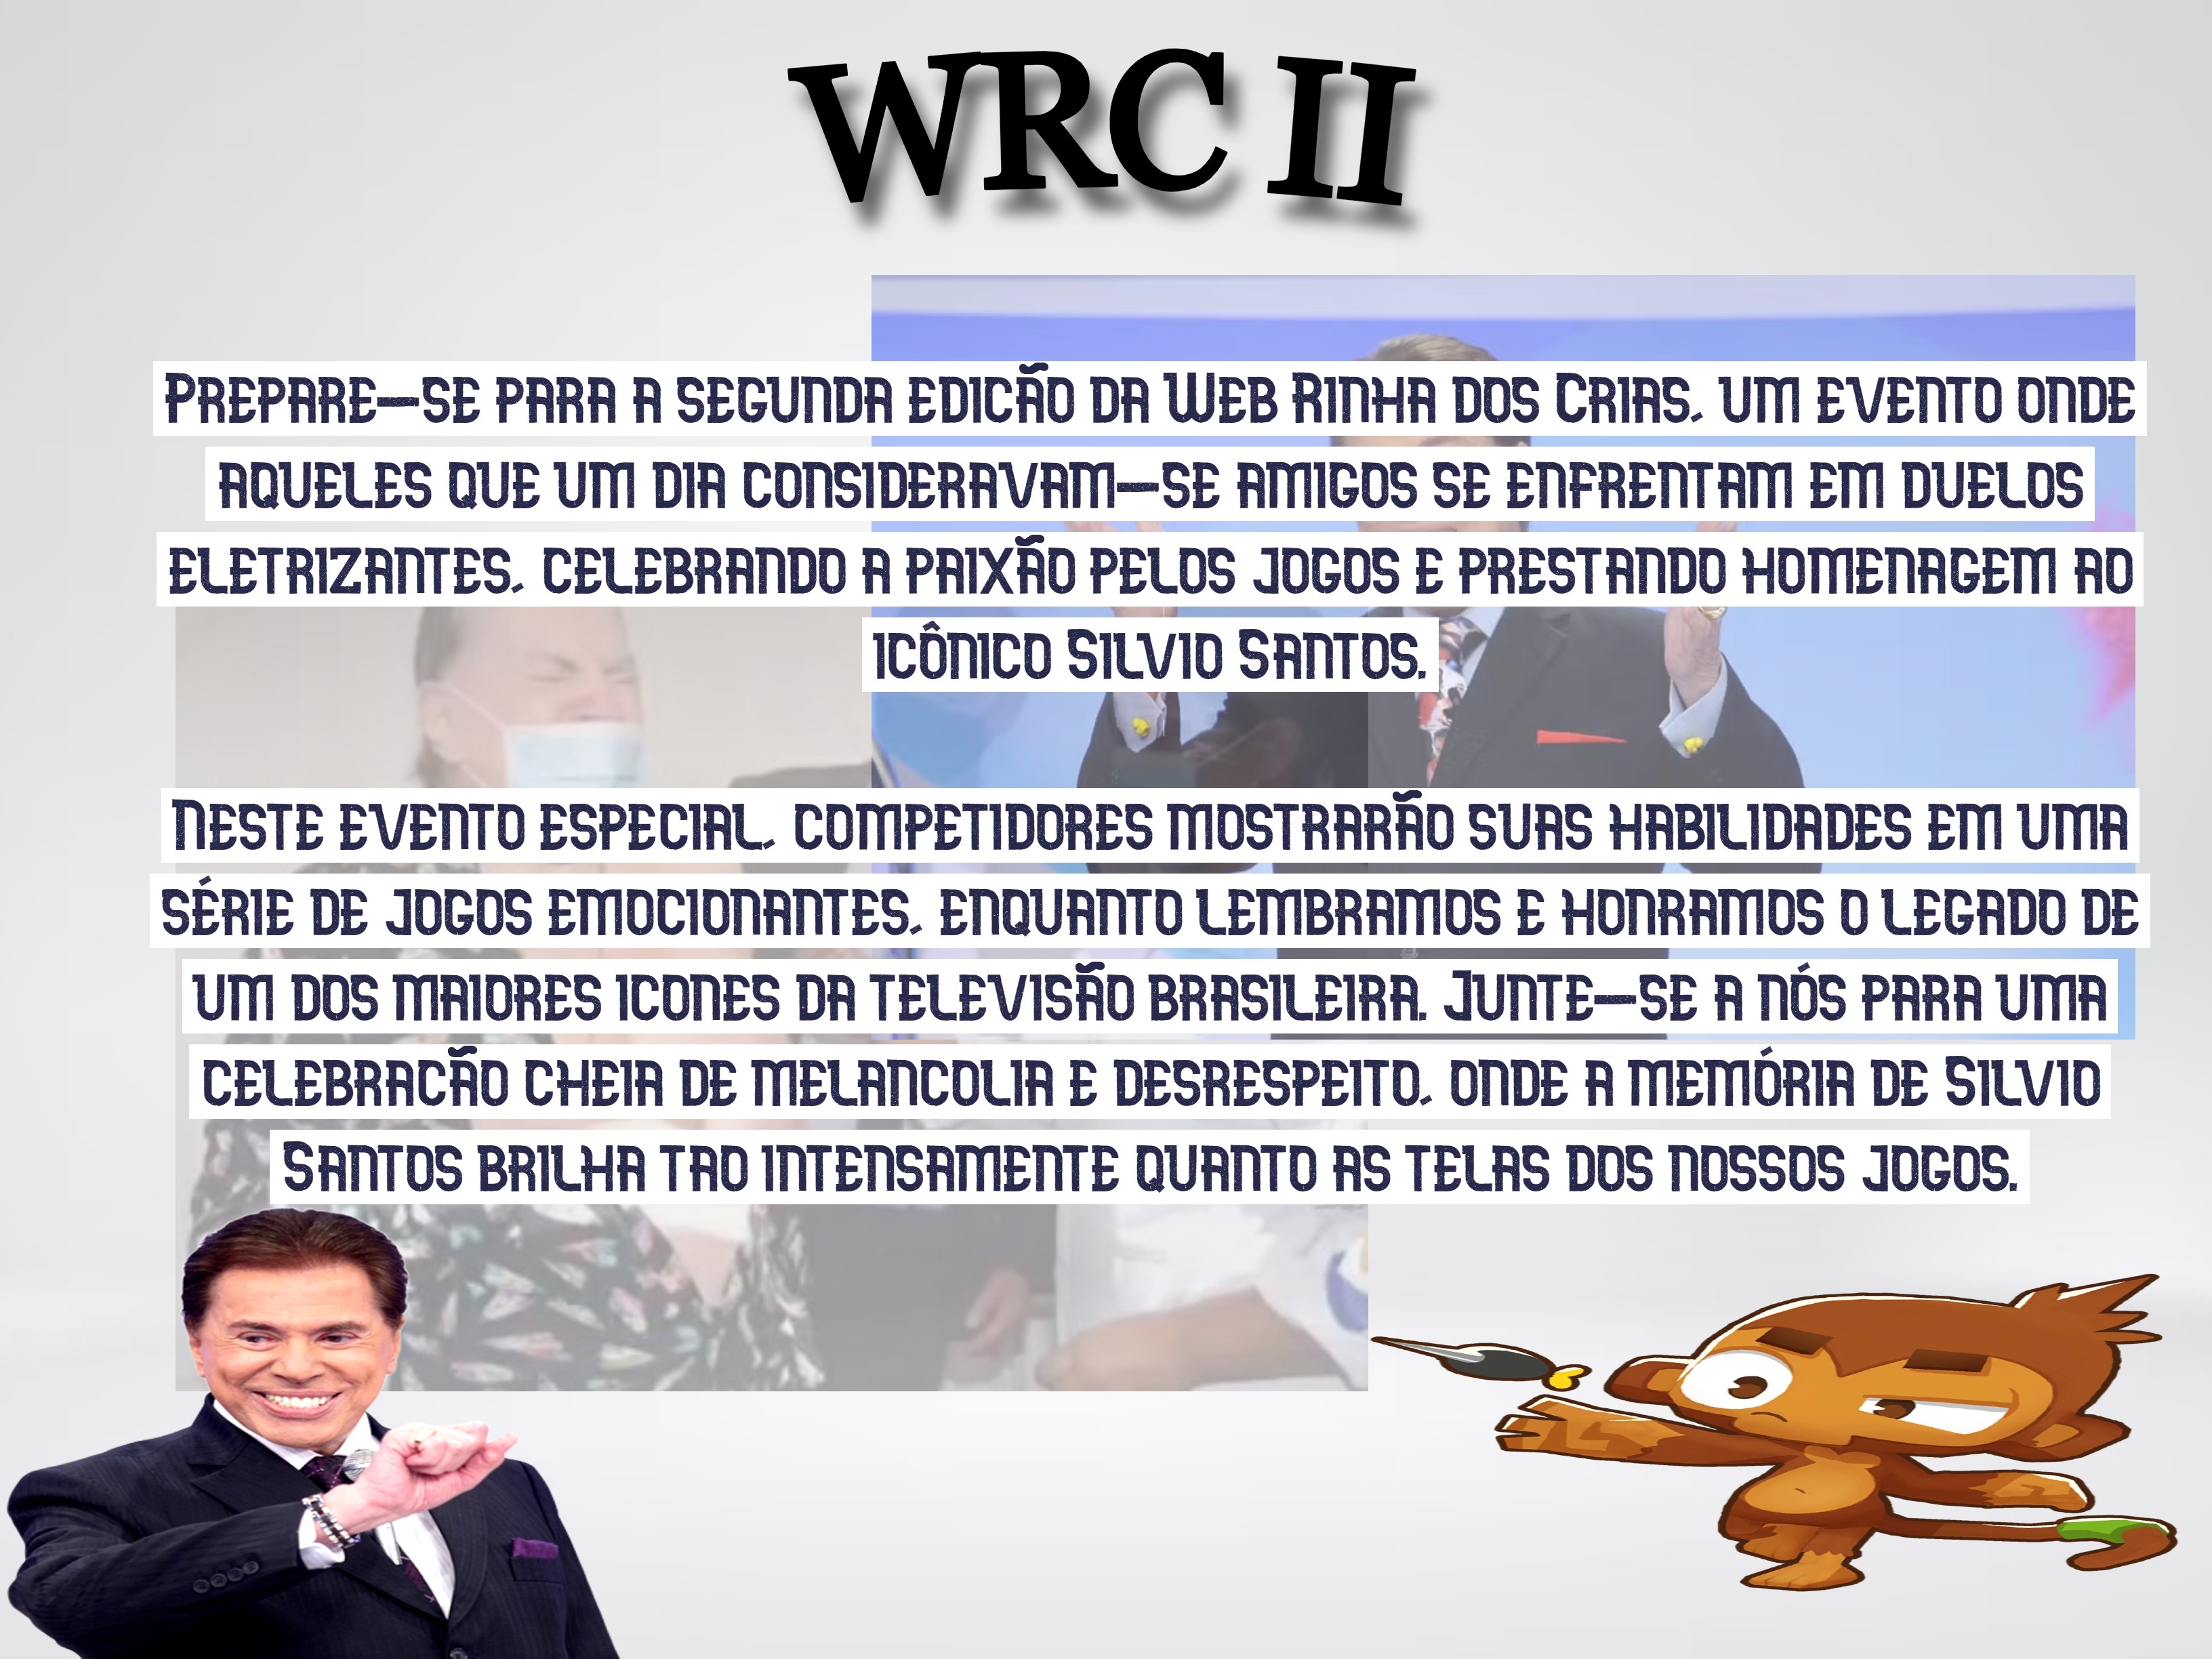 WRC II
Prepare-se para a segunda edicão da Web Rinha dos Crias, um evento onde
aqueles que um dia consideravam-se amigos se enfrentam em duelos
eletrizantes, celebrando a paixão pelos jogos e prestando homenagem ao
icônico Silvio Santos.
Neste evento especial, competidores mostrarão suas habilidades em uma
série de jogos emocionantes, enquanto lembramos e honramos o legado de
um dos maiores icones da televisão brasileira. Junte-se a nós para uma
celebracão cheia de melancolia e desrespeito, onde a memória de Silvio
Santos brilha tao intensamente quanto as telas dos nossos jogos.